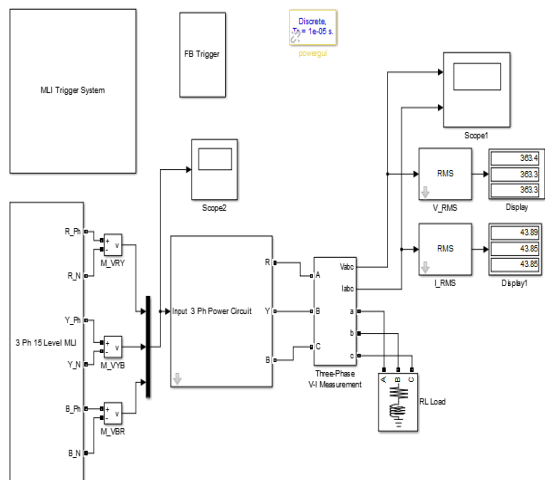 MLI Trigger System
FB Trigger
Discrete,
= 1e-05 s.
powergui
Scope1
Scope2
RMS
V_RMS
363.4
363.3
363.3
Display
RMS
I_RMS
43.89
43.85
43.85
Display1
3 Ph 15 Level MLI
R_Ph
R_N
Y_Ph
Y_N
B_Ph
B_N
+
-
v
M_VRY
+
-
v
M_VYB
+
-
v
M_VBR
Input 3 Ph Power Circuit
R
Y
B
A
B
C
Vabc
Iabc
a
b
c
Three-Phase
V-I Measurement
A
B
C
RL Load